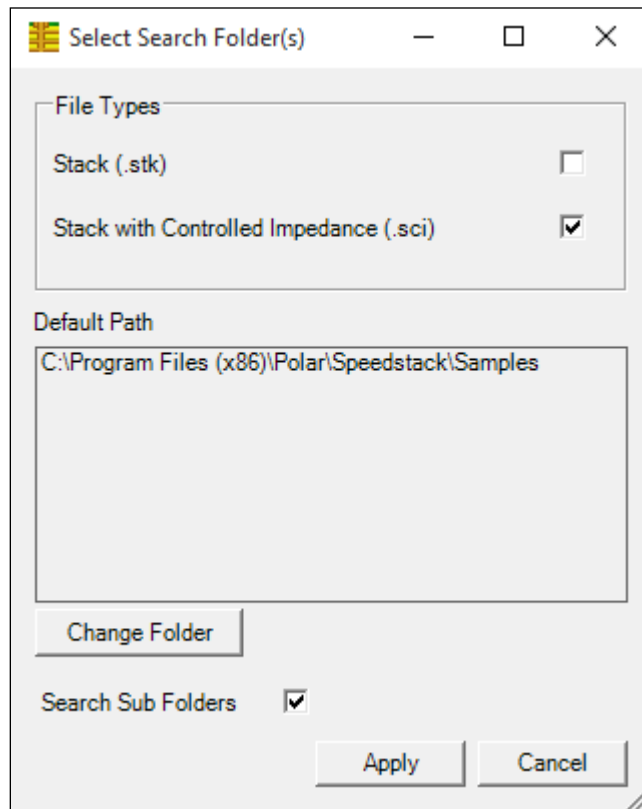 Select Search Folder(s)
File Types
Stack (.stk)
Stack with Controlled Impedance (.sci)
Default Path
C:\Program Files (x86)\Polar\Speedstack\Samples
Change Folder
Search Sub Folders
Apply Cancel